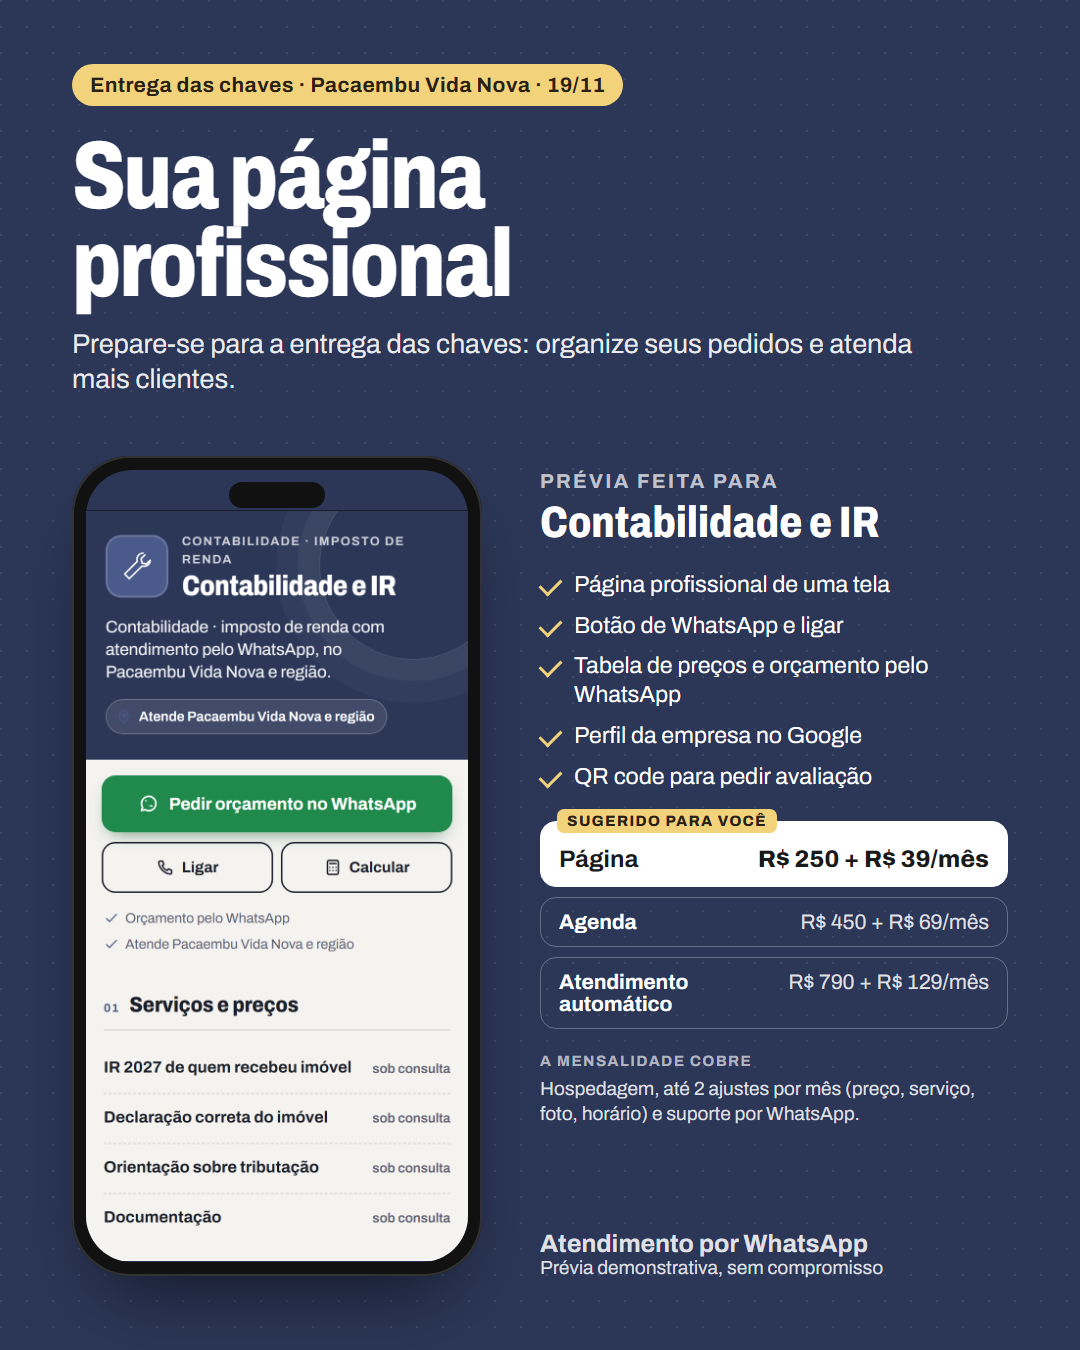 Entrega das chaves · Pacaembu Vida Nova · 19/11
Sua página
profissional
Prepare-se para a entrega das chaves: organize seus pedidos e atenda
mais clientes.
CONTABILIDADE · IMPOSTO DE
RENDA
Contabilidade e IR
Contabilidade · imposto de renda com
atendimento pelo WhatsApp, no
Pacaembu Vida Nova e região.
Atende Pacaembu Vida Nova e região
Pedir orçamento no WhatsApp
Ligar
Calcular
Orçamento pelo WhatsApp
Atende Pacaembu Vida Nova e região
01 Serviços e preços
IR 2027 de quem recebeu imóvel sob consulta
Declaração correta do imóvel sob consulta
Orientação sobre tributação sob consulta
Documentação sob consulta
PRÉVIA FEITA PARA
Contabilidade e IR
Página profissional de uma tela
Botão de WhatsApp e ligar
Tabela de preços e orçamento pelo
WhatsApp
Perfil da empresa no Google
QR code para pedir avaliação
SUGERIDO PARA VOCÊ
Página R$ 250 + R$ 39/mês
Agenda R$ 450 + R$ 69/mês
Atendimento R$ 790 + R$ 129/mês
automático
A MENSALIDADE COBRE
Hospedagem, até 2 ajustes por mês (preço, serviço,
foto, horário) e suporte por WhatsApp.
Atendimento por WhatsApp
Prévia demonstrativa, sem compromisso